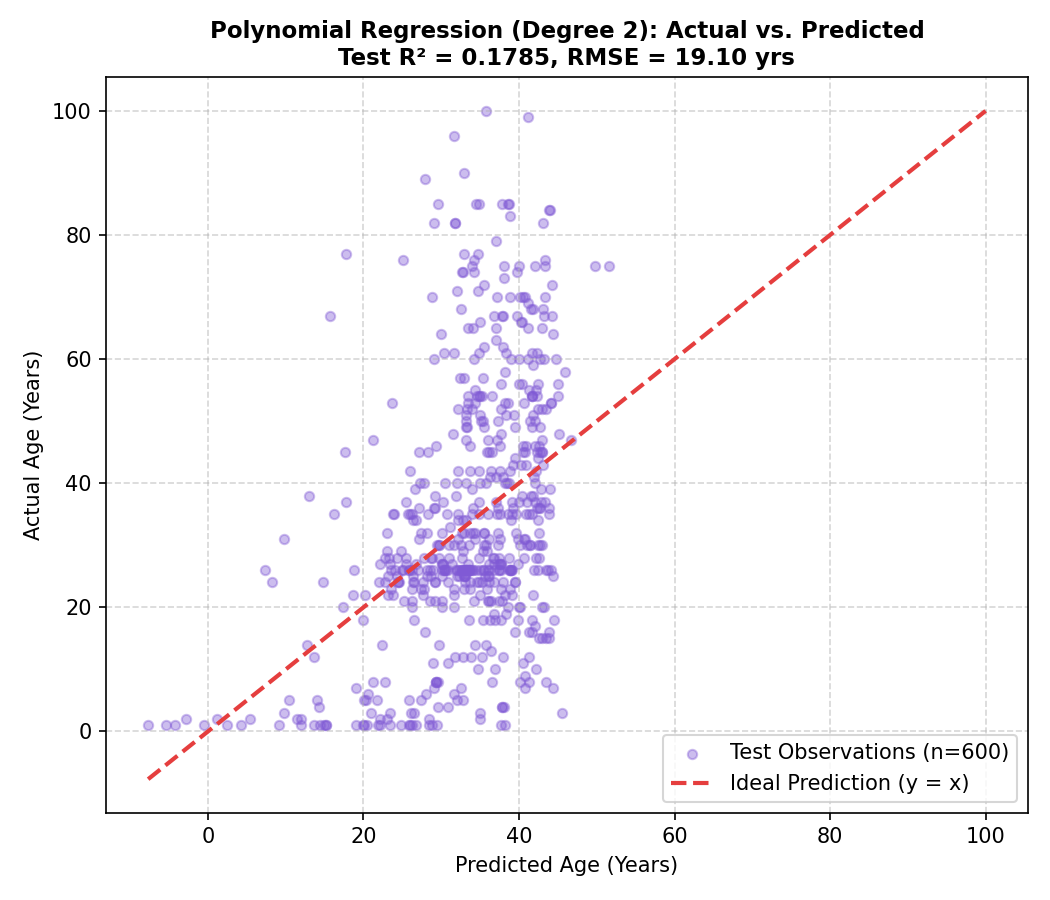 Polynomial Regression (Degree 2): Actual vs. Predicted
Test R² = 0.1785, RMSE = 19.10 yrs
100
80
60
40
20
0
Actual Age (Years)
0 20 40 60 80 100
Predicted Age (Years)
Test Observations (n=600)
Ideal Prediction (y = x)